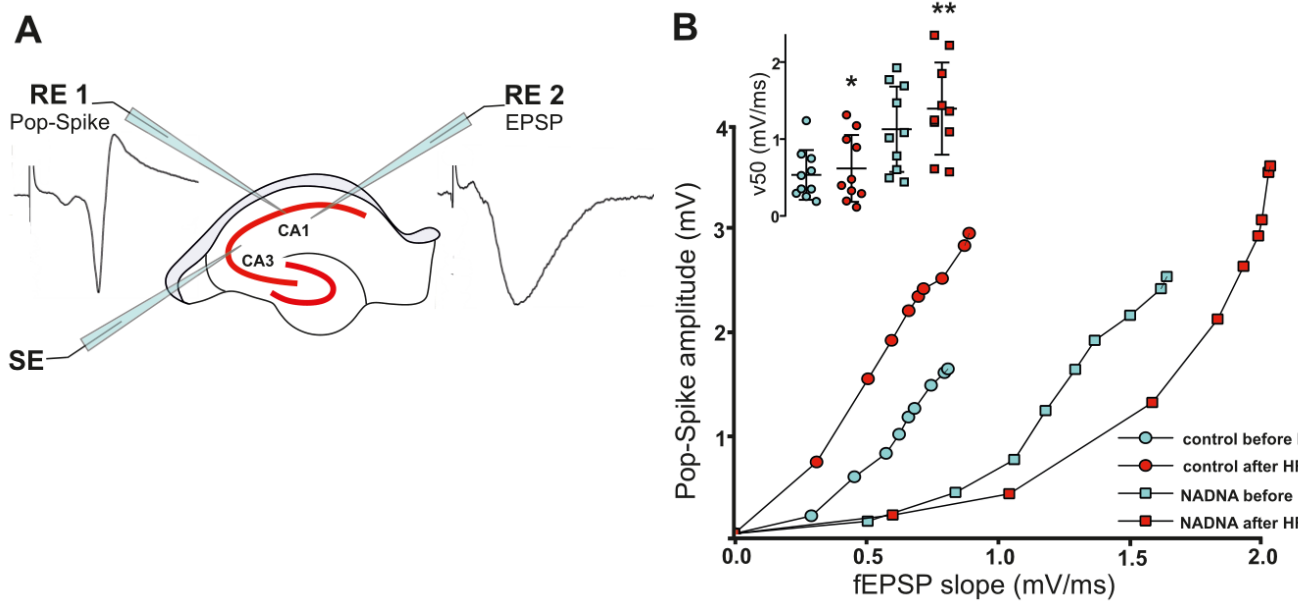 A
RE 1
Pop-Spike
RE 2
EPSP
CA1
CA3
SE
B
**
*
2
1
0
v50 (mV/ms)
4
3
2
1
Pop-Spike amplitude (mV)
0.0 0.5 1.0 1.5 2.0
fEPSP slope (mV/ms)
control before
control after
NADNA before
NADNA after